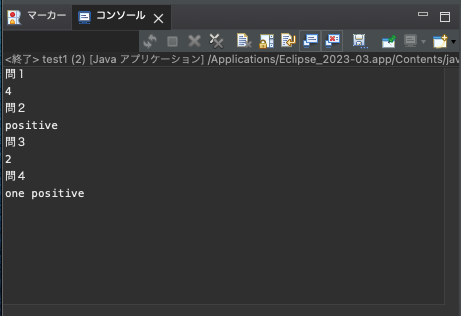 マーカー コンソール
<終了> test1 (2) [Java アプリケーション] /Applications/Eclipse_2023-03.app/Contents/jav
問１
4
問２
positive
問３
2
問４
one positive